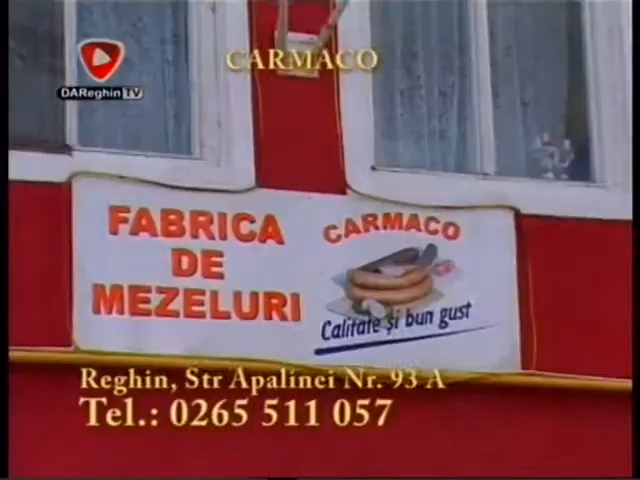 CARMACO
DAReghin TV
FABRICA
DE
MEZELURI
CARMACO
Calitate şi bun gust
Reghin, Str Apalínei Nr. 93 A
Tel.: 0265 511 057